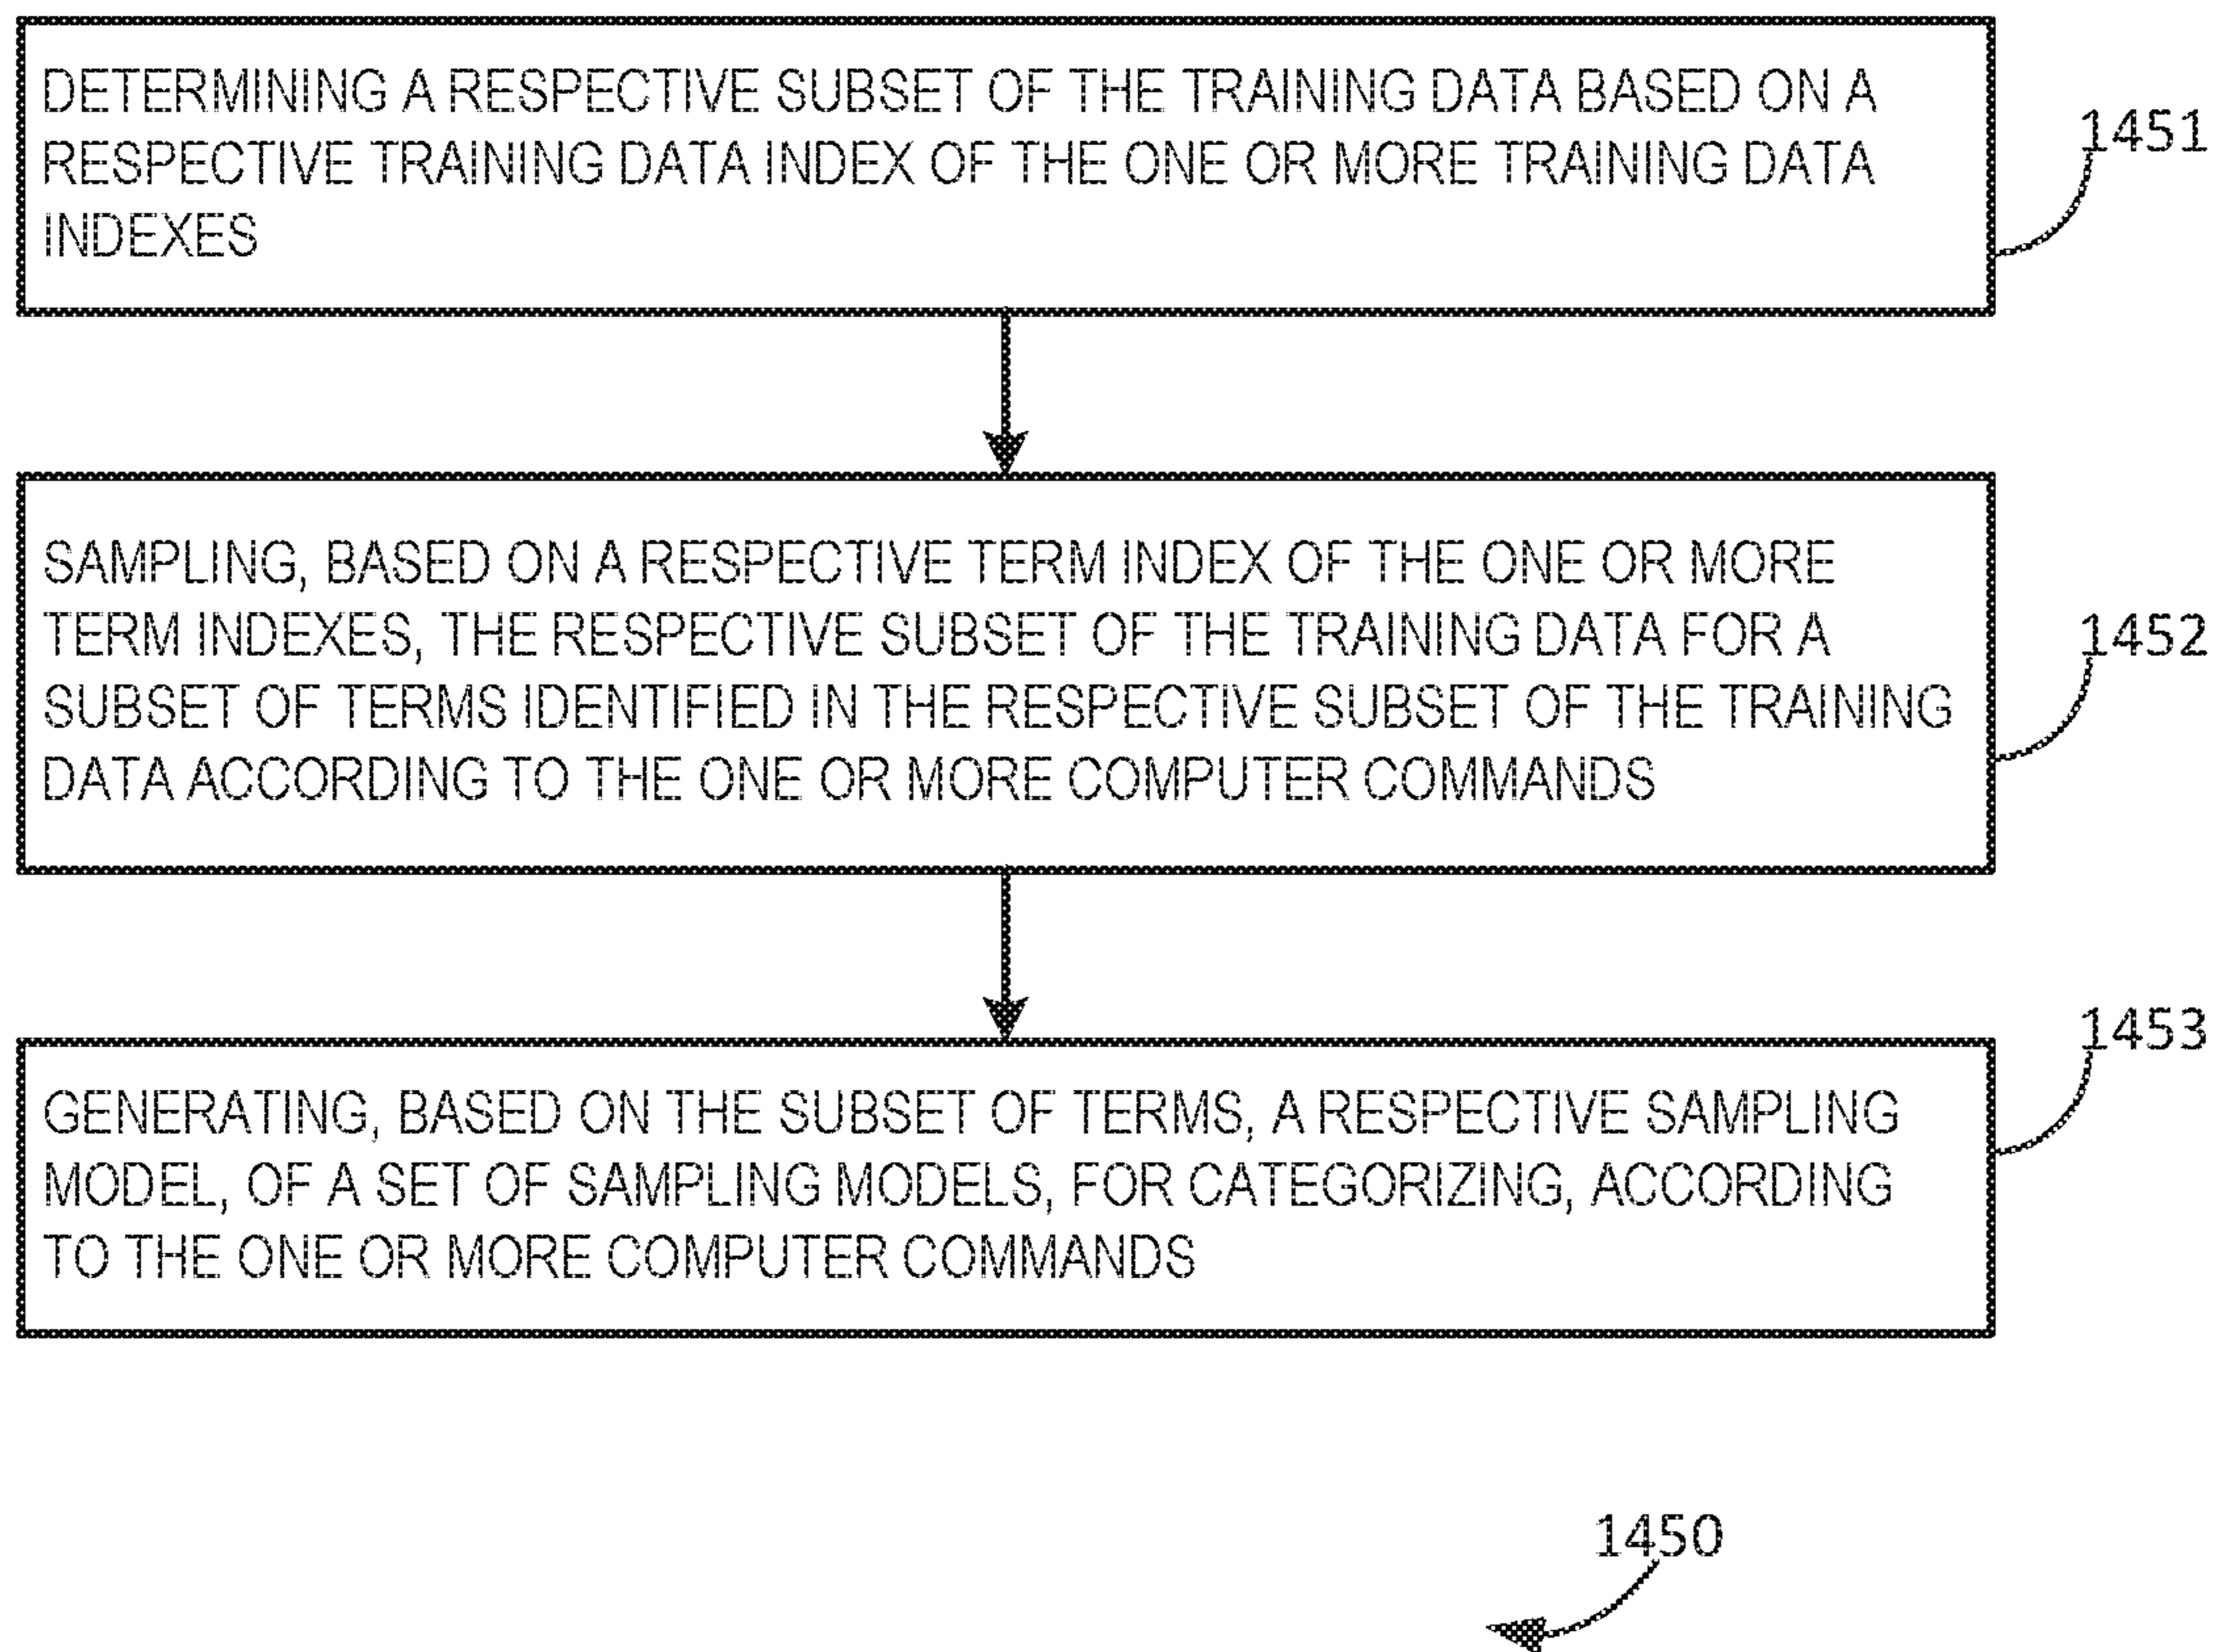 DETERMINING A RESPECTIVE SUBSET OF THE TRAINING DATA BASED ON A
RESPECTIVE TRAINING DATA INDEX OF THE ONE OR MORE TRAINING DATA
INDEXES
1451
SAMPLING, BASED ON A RESPECTIVE TERM INDEX OF THE ONE OR MORE
TERM INDEXES, THE RESPECTIVE SUBSET OF THE TRAINING DATA FOR A
SUBSET OF TERMS IDENTIFIED IN THE RESPECTIVE SUBSET OF THE TRAINING
DATA ACCORDING TO THE ONE OR MORE COMPUTER COMMANDS
1452
GENERATING, BASED ON THE SUBSET OF TERMS, A RESPECTIVE SAMPLING
MODEL, OF A SET OF SAMPLING MODELS, FOR CATEGORIZING, ACCORDING
TO THE ONE OR MORE COMPUTER COMMANDS
1453
1450